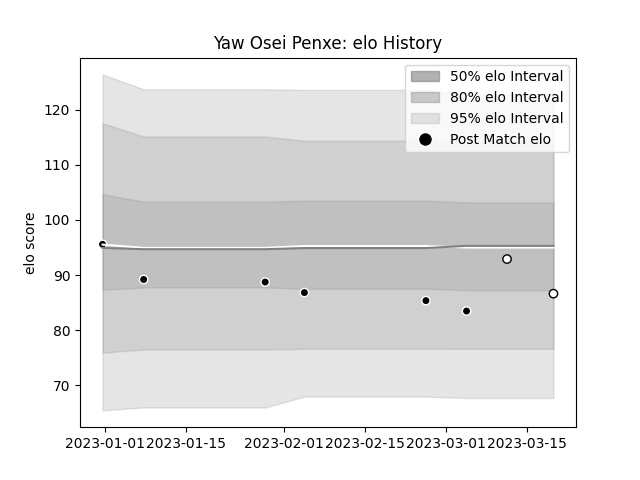 Yaw Osei Penxe: elo History
50% elo Interval
80% elo Interval
95% elo Interval
Post Match elo
elo score
120
110
100
90
80
70
2023-01-01 2023-01-15 2023-02-01 2023-02-15 2023-03-01 2023-03-15